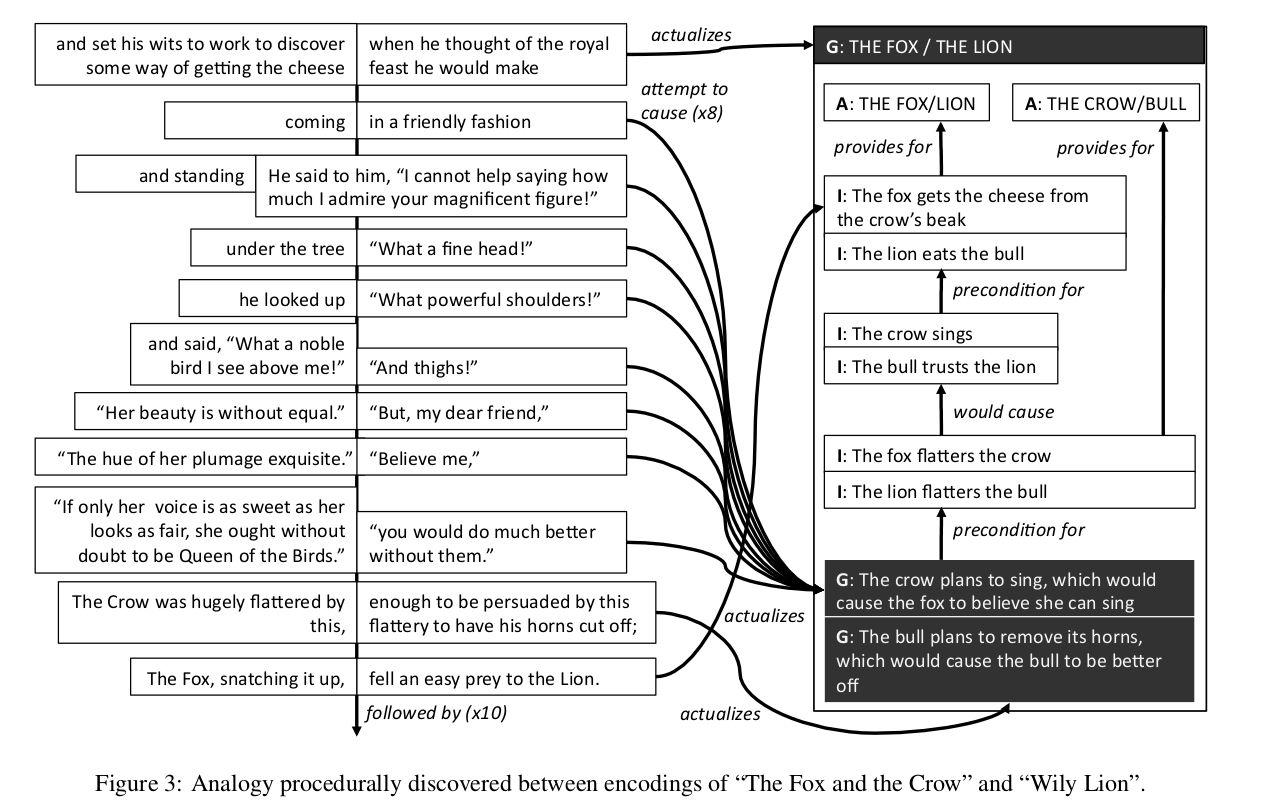 and set his wits to work to discover
some way of getting the cheese
when he thought of the royal
feast he would make
actualizes
attempt to
cause (x8)
coming
in a friendly fashion
and standing
He said to him, “I cannot help saying how
much I admire your magnificent figure!”
under the tree
“What a fine head!”
he looked up
“What powerful shoulders!”
and said, “What a noble
bird I see above me!”
“And thighs!”
“Her beauty is without equal.”
“But, my dear friend,”
“The hue of her plumage exquisite.”
“Believe me,”
“If only her voice is as sweet as her
looks as fair, she ought without
doubt to be Queen of the Birds.”
“you would do much better
without them.”
The Crow was hugely flattered by
this,
enough to be persuaded by this
flattery to have his horns cut off;
actualizes
The Fox, snatching it up,
fell an easy prey to the Lion.
followed by (x10)
actualizes
G: THE FOX / THE LION
A: THE FOX/LION
A: THE CROW/BULL
provides for
provides for
I: The fox gets the cheese from
the crow’s beak
I: The lion eats the bull
precondition for
I: The crow sings
I: The bull trusts the lion
would cause
I: The fox flatters the crow
I: The lion flatters the bull
precondition for
G: The crow plans to sing, which would
cause the fox to believe she can sing
G: The bull plans to remove its horns,
which would cause the bull to be better
off
Figure 3: Analogy procedurally discovered between encodings of “The Fox and the Crow” and “Wily Lion”.